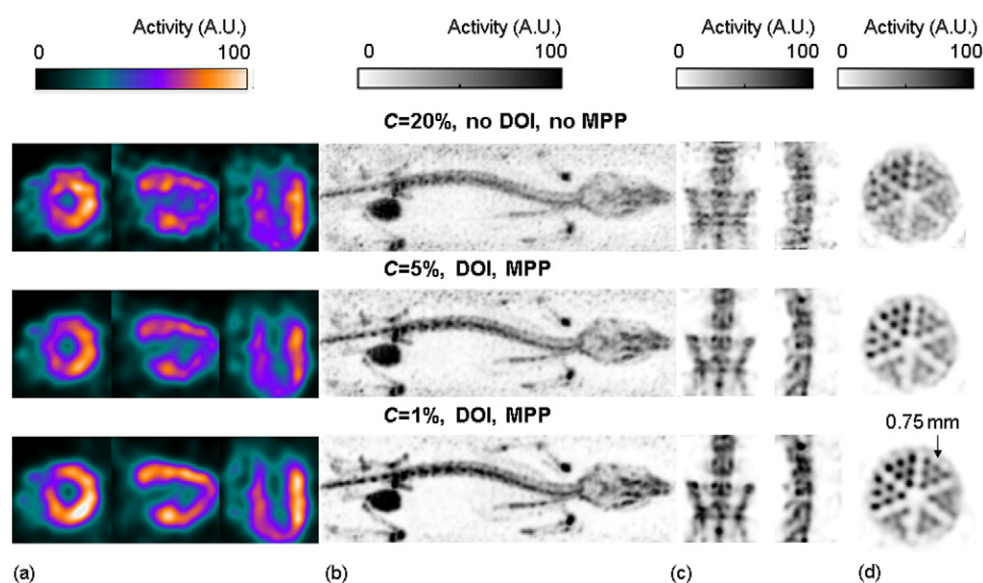 Activity (A.U.) Activity (A.U.) Activity (A.U.) Activity (A.U.)
0 100 0 100 0 100 0 100
C=20%, no DOI, no MPP
C=5%, DOI, MPP
C=1%, DOI, MPP
0.75 mm
(a) (b) (c) (d)